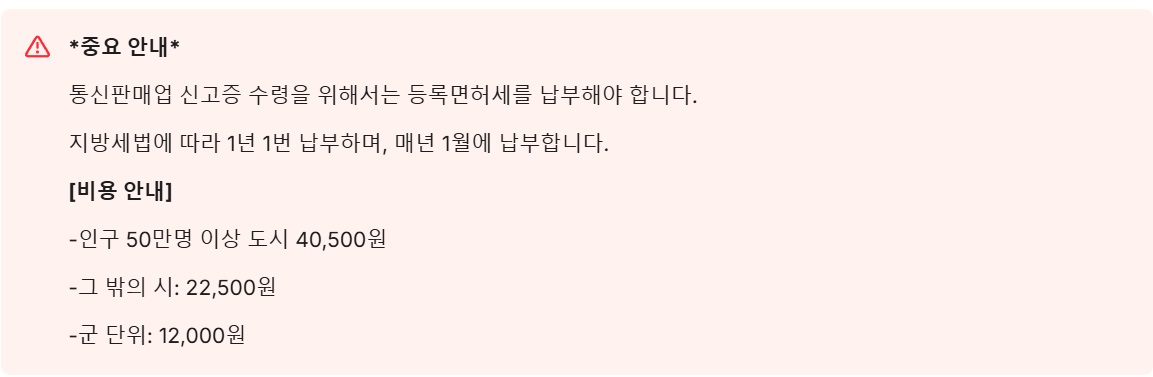 *중요 안내*
통신판매업 신고증 수령을 위해서는 등록면허세를 납부해야 합니다.
지방세법에 따라 1년 1번 납부하며, 매년 1월에 납부합니다.
[비용 안내]
-인구 50만명 이상 도시 40,500원
-그 밖의 시: 22,500원
-군 단위: 12,000원